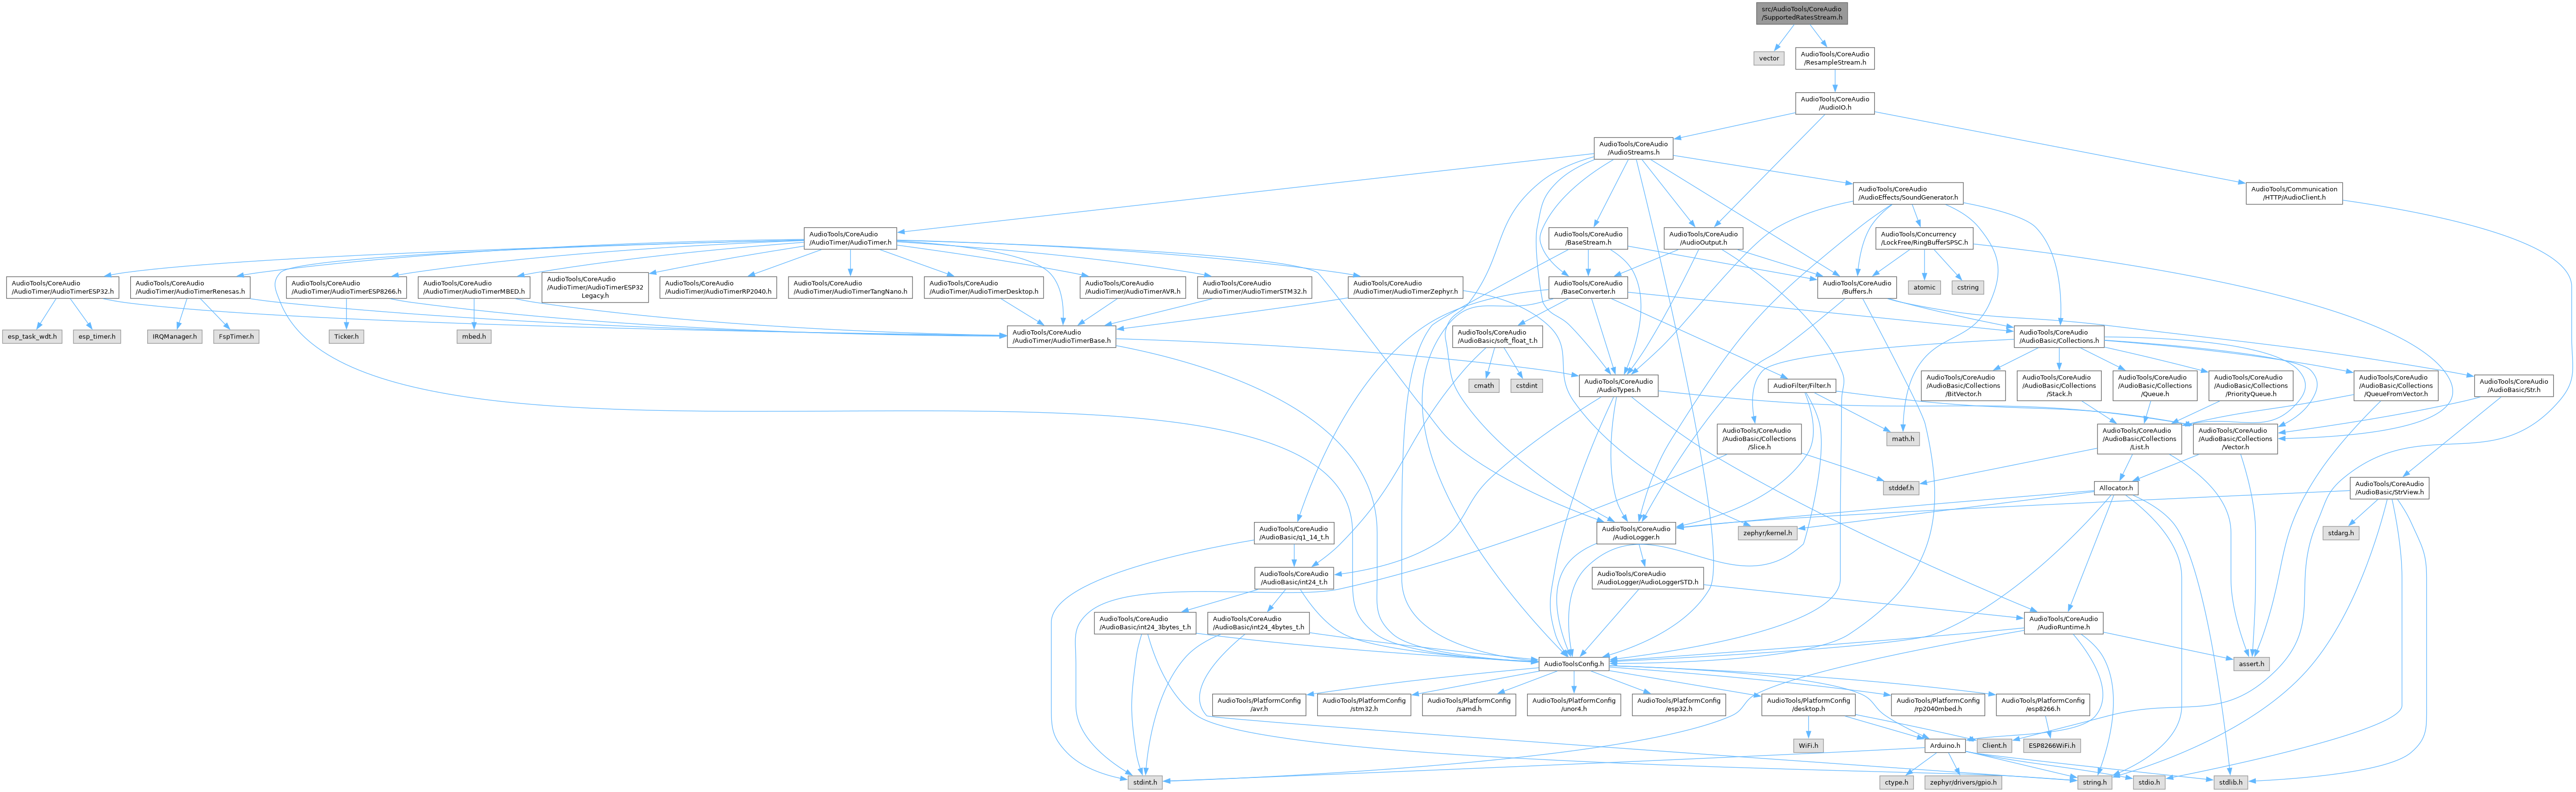 src/AudioTools/CoreAudio
/SupportedRatesStream.h
vector
AudioTools/CoreAudio
/ResampleStream.h
AudioTools/CoreAudio
/AudioIO.h
AudioTools/CoreAudio
/AudioStreams.h
AudioTools/Communication
/HTTP/AudioClient.h
AudioTools/CoreAudio
/AudioEffects/SoundGenerator.h
AudioTools/CoreAudio
/AudioTimer/AudioTimer.h
AudioTools/CoreAudio
/BaseStream.h
AudioTools/CoreAudio
/AudioOutput.h
AudioTools/Concurrency
/LockFree/RingBufferSPSC.h
AudioTools/CoreAudio
/AudioTimer/AudioTimerESP32.h
AudioTools/CoreAudio
/AudioTimer/AudioTimerRenesas.h
AudioTools/CoreAudio
/AudioTimer/AudioTimerESP8266.h
AudioTools/CoreAudio
/AudioTimer/AudioTimerMBED.h
AudioTools/CoreAudio
/AudioTimer/AudioTimerESP32
Legacy.h
AudioTools/CoreAudio
/AudioTimer/AudioTimerRP2040.h
AudioTools/CoreAudio
/AudioTimer/AudioTimerTangNano.h
AudioTools/CoreAudio
/AudioTimer/AudioTimerDesktop.h
AudioTools/CoreAudio
/AudioTimer/AudioTimerAVR.h
AudioTools/CoreAudio
/AudioTimer/AudioTimerSTM32.h
AudioTools/CoreAudio
/AudioTimer/AudioTimerZephyr.h
AudioTools/CoreAudio
/BaseConverter.h
AudioTools/CoreAudio
/Buffers.h
atomic
cstring
esp_task_wdt.h
esp_timer.h
IRQManager.h
FspTimer.h
Ticker.h
mbed.h
AudioTools/CoreAudio
/AudioTimer/AudioTimerBase.h
AudioTools/CoreAudio
/AudioBasic/soft_float_t.h
AudioTools/CoreAudio
/AudioBasic/Collections.h
cmath
cstdint
AudioTools/CoreAudio
/AudioTypes.h
AudioFilter/Filter.h
AudioTools/CoreAudio
/AudioBasic/Collections
/BitVector.h
AudioTools/CoreAudio
/AudioBasic/Collections
/Stack.h
AudioTools/CoreAudio
/AudioBasic/Collections
/Queue.h
AudioTools/CoreAudio
/AudioBasic/Collections
/PriorityQueue.h
AudioTools/CoreAudio
/AudioBasic/Collections
/QueueFromVector.h
AudioTools/CoreAudio
/AudioBasic/Str.h
AudioTools/CoreAudio
/AudioBasic/Collections
/Slice.h
math.h
AudioTools/CoreAudio
/AudioBasic/Collections
/List.h
AudioTools/CoreAudio
/AudioBasic/Collections
/Vector.h
stddef.h
Allocator.h
AudioTools/CoreAudio
/AudioBasic/StrView.h
AudioTools/CoreAudio
/AudioBasic/q1_14_t.h
AudioTools/CoreAudio
/AudioLogger.h
zephyr/kernel.h
stdarg.h
AudioTools/CoreAudio
/AudioBasic/int24_t.h
AudioTools/CoreAudio
/AudioLogger/AudioLoggerSTD.h
AudioTools/CoreAudio
/AudioBasic/int24_3bytes_t.h
AudioTools/CoreAudio
/AudioBasic/int24_4bytes_t.h
AudioTools/CoreAudio
/AudioRuntime.h
AudioToolsConfig.h
assert.h
AudioTools/PlatformConfig
/avr.h
AudioTools/PlatformConfig
/stm32.h
AudioTools/PlatformConfig
/samd.h
AudioTools/PlatformConfig
/unor4.h
AudioTools/PlatformConfig
/esp32.h
AudioTools/PlatformConfig
/desktop.h
AudioTools/PlatformConfig
/rp2040mbed.h
AudioTools/PlatformConfig
/esp8266.h
WiFi.h
Arduino.h
Client.h
ESP8266WiFi.h
stdint.h
ctype.h
zephyr/drivers/gpio.h
string.h
stdio.h
stdlib.h